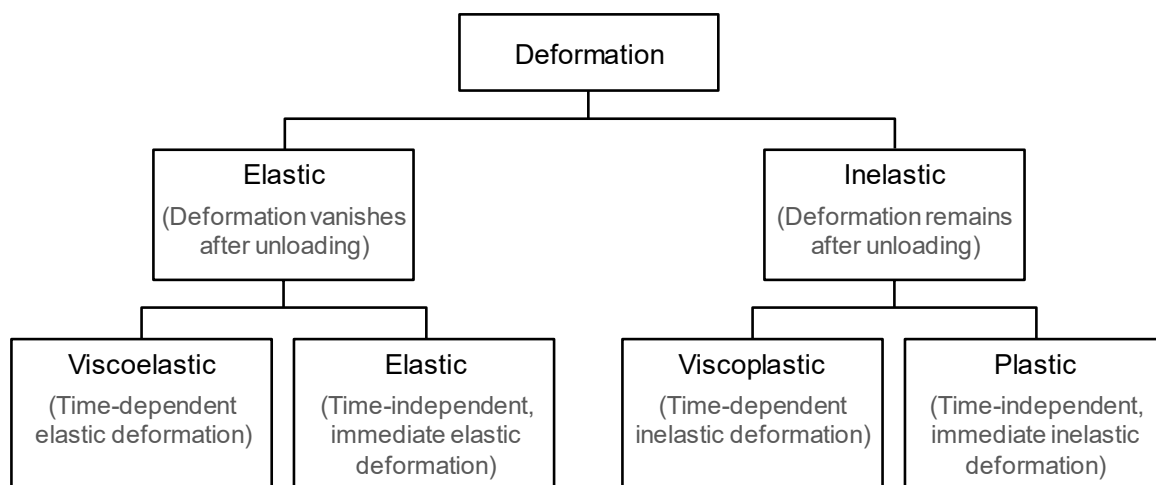 Deformation
Elastic
(Deformation vanishes
after unloading)
Inelastic
(Deformation remains
after unloading)
Viscoelastic
(Time-dependent
elastic deformation)
Elastic
(Time-independent,
immediate elastic
deformation)
Viscoplastic
(Time-dependent
inelastic deformation)
Plastic
(Time-independent,
immediate inelastic
deformation)